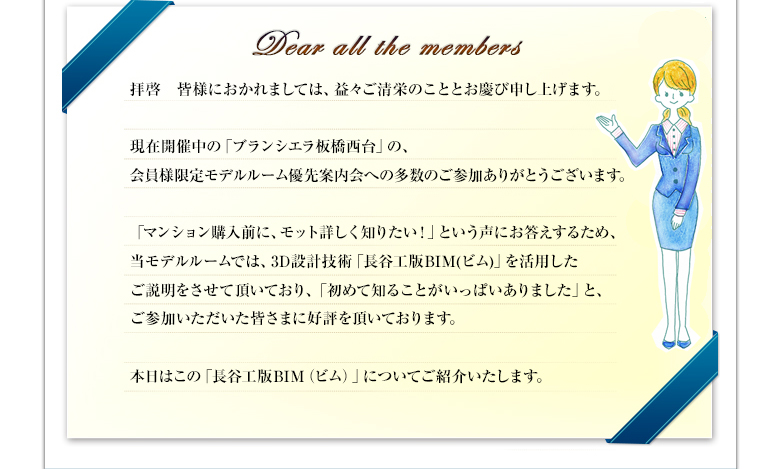 Dear all the members
拝啓　皆様におかれましては、益々ご清栄のこととお慶び申し上げます。
現在開催中の「ブランシエラ板橋西台」の、
会員様限定モデルルーム優先案内会への多数のご参加ありがとうございます。
「マンション購入前に、モット詳しく知りたい！」という声にお答えするため、
当モデルルームでは、3D設計技術「長谷工版BIM(ビム)」を活用した
ご説明をさせて頂いており、「初めて知ることがいっぱいありました」と、
ご参加いただいた皆さまに好評を頂いております。
本日はこの「長谷工版BIM（ビム）」についてご紹介いたします。